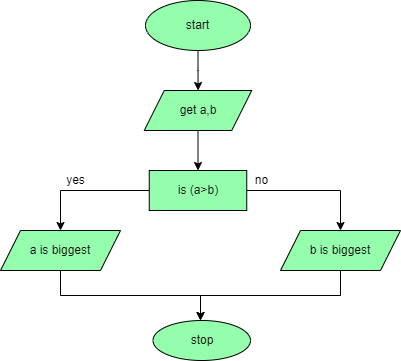 start
get a,b
is (a>b)
yes
no
a is biggest
b is biggest
stop